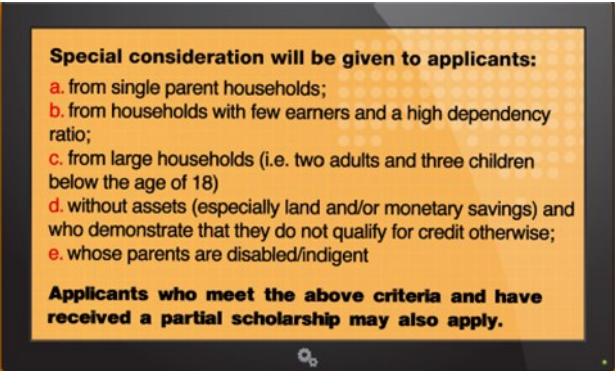 Special consideration will be given to applicants:
a. from single parent households;
b. from households with few earners and a high dependency
ratio;
c. from large households (i.e. two adults and three children
below the age of 18)
d. without assets (especially land and/or monetary savings) and
who demonstrate that they do not qualify for credit otherwise;
e. whose parents are disabled/indigent
Applicants who meet the above criteria and have
received a partial scholarship may also apply.